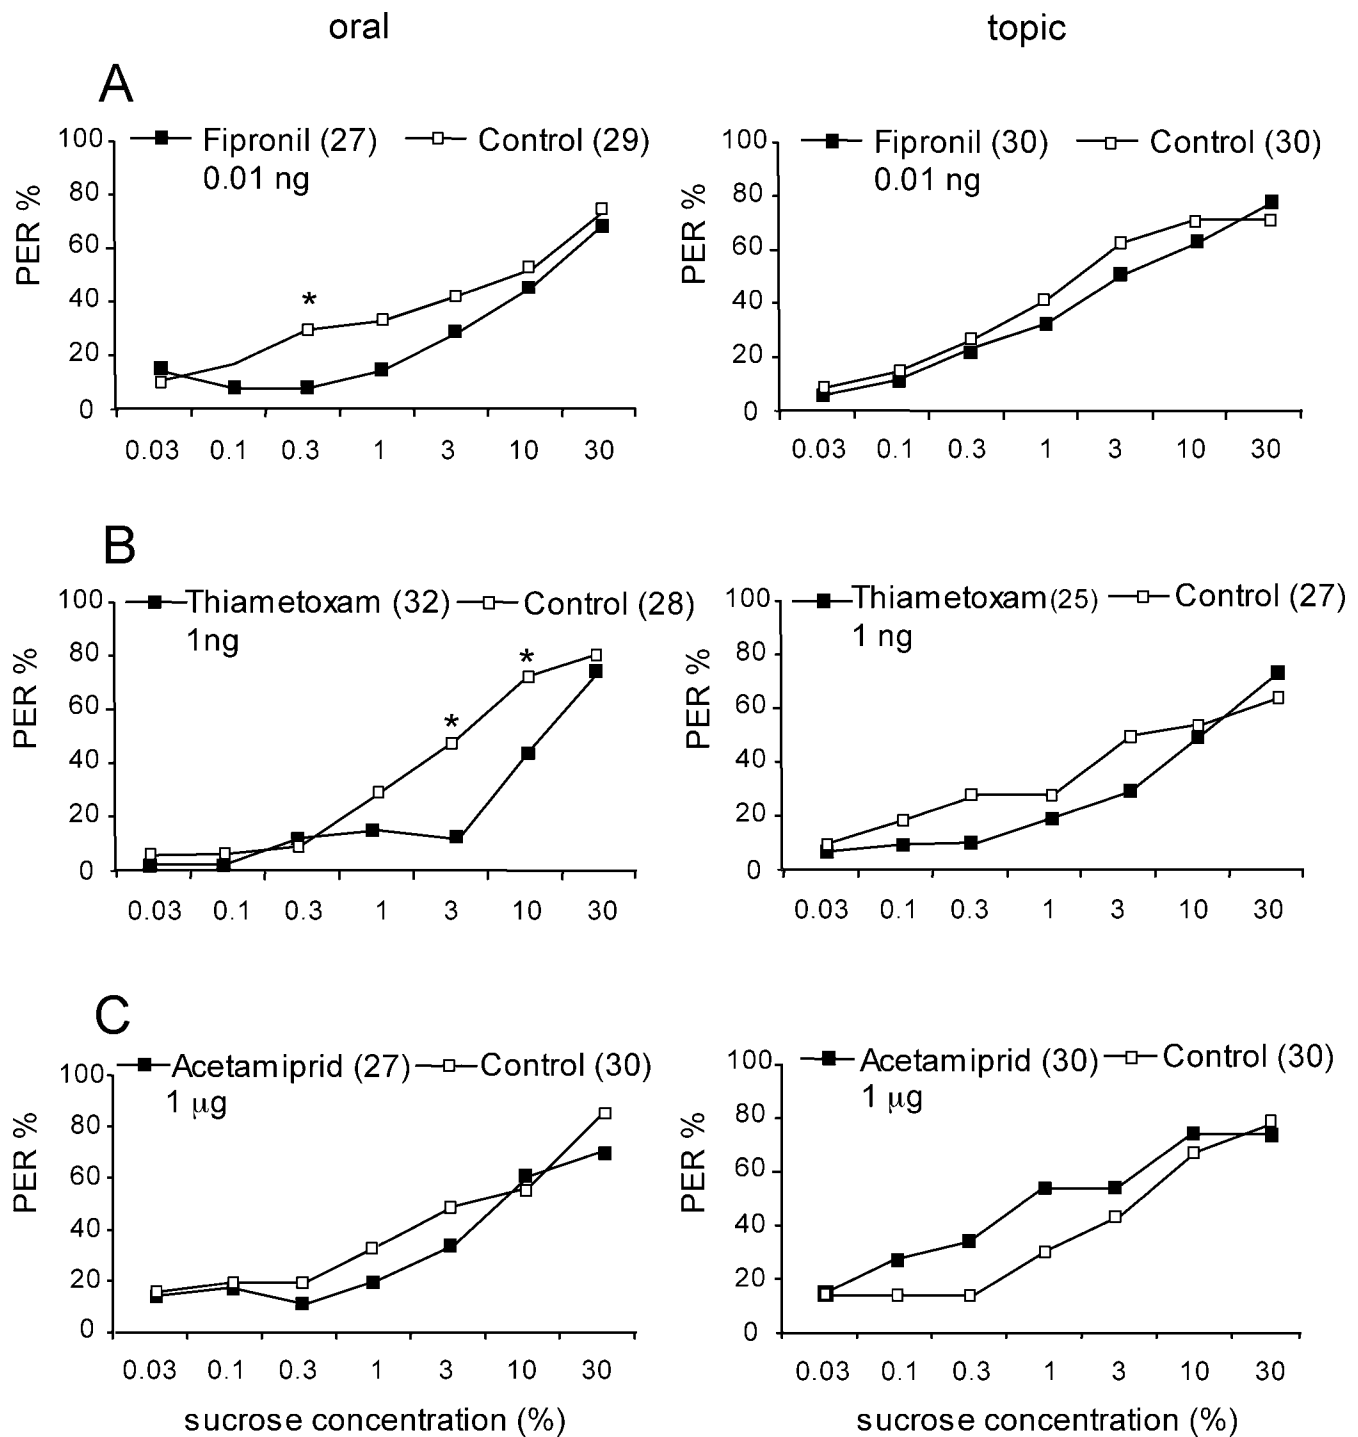 oral topic
A
Fipronil (27) Control (29)
0.01 ng
100
80
60
40
20
0
PER %
*
0.03 0.1 0.3 1 3 10 30
Fipronil (30) Control (30)
0.01 ng
100
80
60
40
20
0
PER %
0.03 0.1 0.3 1 3 10 30
B
Thiametoxam (32) Control (28)
1ng
100
80
60
40
20
0
PER %
* *
0.03 0.1 0.3 1 3 10 30
Thiametoxam(25) Control (27)
1 ng
100
80
60
40
20
0
PER %
0.03 0.1 0.3 1 3 10 30
C
Acetamiprid (27) Control (30)
1 µg
100
80
60
40
20
0
PER %
0.03 0.1 0.3 1 3 10 30
sucrose concentration (%)
Acetamiprid (30) Control (30)
1 µg
100
80
60
40
20
0
PER %
0.03 0.1 0.3 1 3 10 30
sucrose concentration (%)